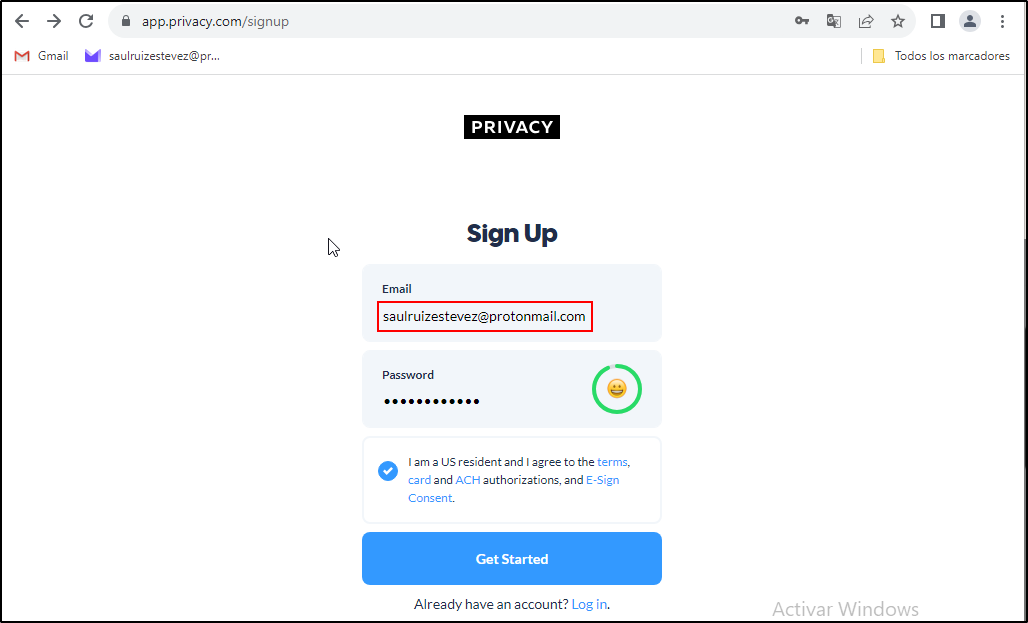 app.privacy.com/signup
Gmail saulruizestevez@pr... Todos los marcadores
PRIVACY
Sign Up
Email
saulruizestevez@protonmail.com
Password
••••••••••••
I am a US resident and I agree to the terms,
card and ACH authorizations, and E-Sign
Consent.
Get Started
Already have an account? Log in.
Activar Windows